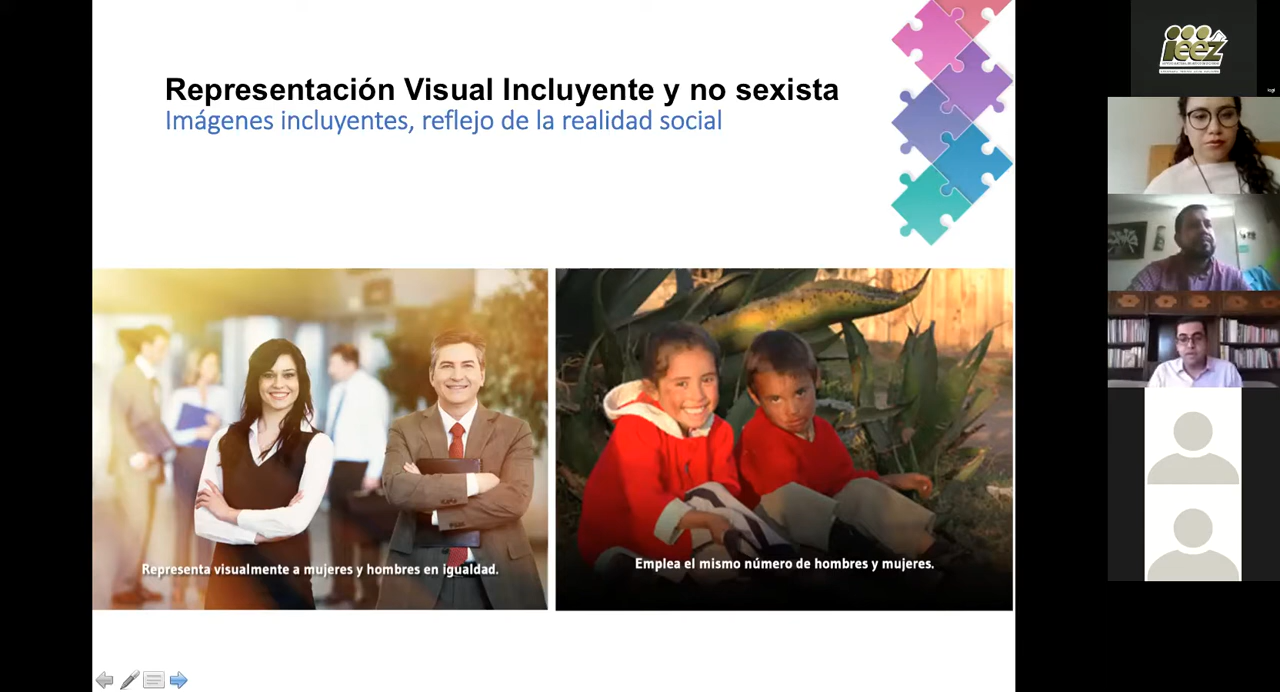 Representación Visual Incluyente y no sexista
Imágenes incluyentes, reflejo de la realidad social
Representa visualmente a mujeres y hombres en igualdad.
Emplea el mismo número de hombres y mujeres.
ieez